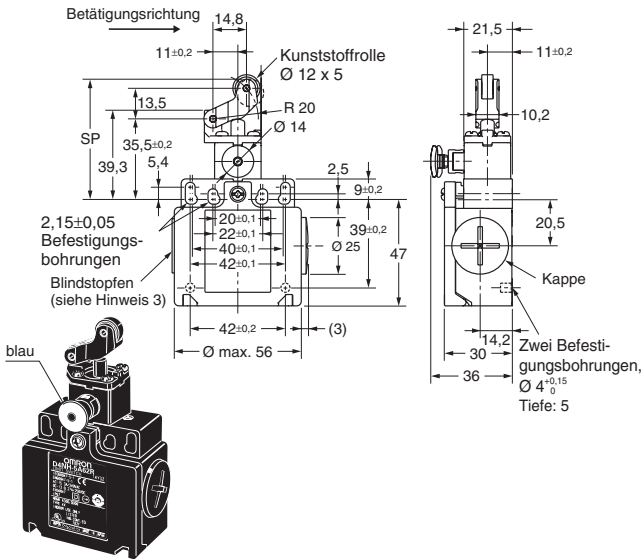 Betätigungsrichtung
14,8
11±0,2
Kunststoffrolle
Ø 12 x 5
R 20
Ø 14
SP
13,5
35,5±0,2
39,3
5,4
2,5
9±0,2
20±0,1
22±0,1
40±0,1
42±0,1
39±0,2
Ø 25
47
2,15±0,05
Befestigungs-
bohrungen
Blindstopfen
(siehe Hinweis 3)
42±0,2
(3)
Ø max. 56
21,5
11±0,2
10,2
20,5
Kappe
14,2
30
36
Zwei Befesti-
gungsbohrungen,
Ø 4 +0,15 0
Tiefe: 5
blau
OMRON
D4NH-5A62R